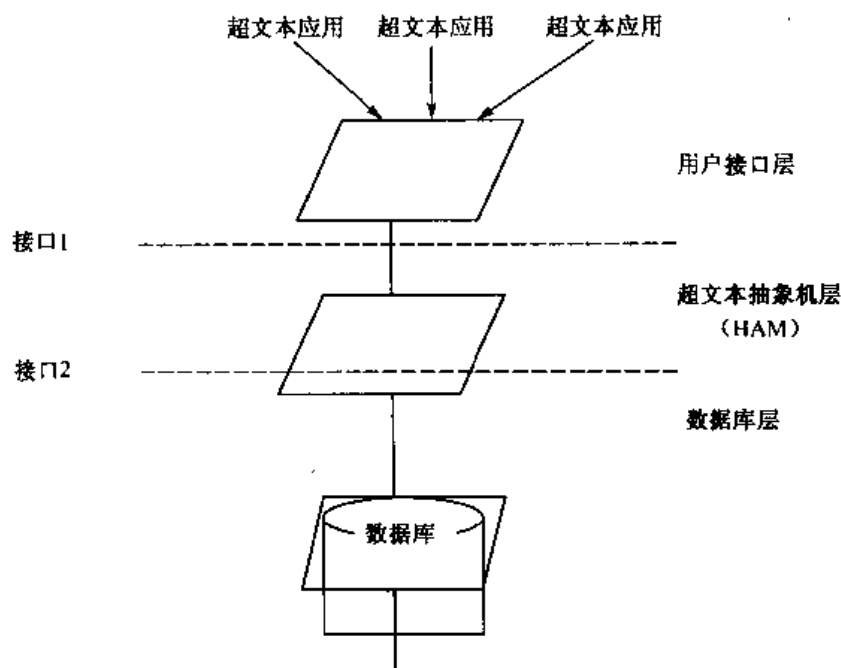 超文本应用 超文本应用 超文本应用
用户接口层
接口1
超文本抽象机层
（HAM）
接口2
数据库层
数据库